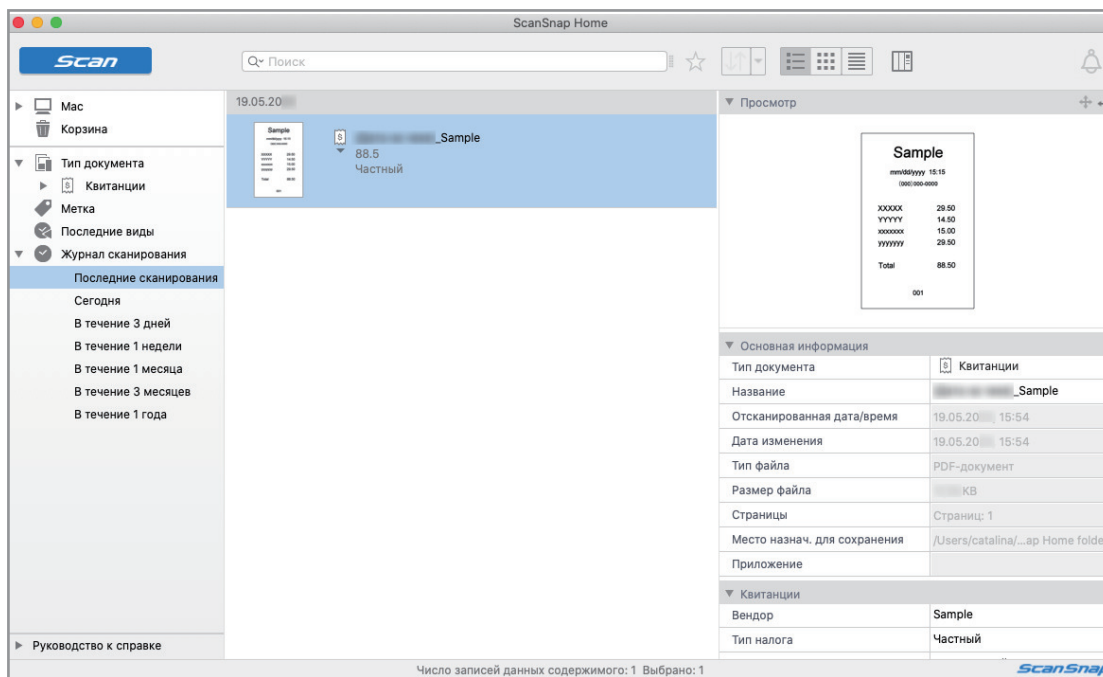 ScanSnap Home
Scan
Поиск
Mac
Корзина
Тип документа
Квитанции
Метка
Последние виды
Журнал сканирования
Последние сканирования
Сегодня
В течение 3 дней
В течение 1 недели
В течение 1 месяца
В течение 3 месяцев
В течение 1 года
Руководство к справке
19.05.20
Sample
_Sample
88.5
Частный
Просмотр
Sample
mm/dd/yyyy 15:15
(000)000-0000
XXXXX 29.50
YYYYY 14.50
xxxxxxx 15.00
yyyyyyy 29.50
Total 88.50
001
Основная информация
Тип документа Квитанции
Название _Sample
Отсканированная дата/время 19.05.20 15:54
Дата изменения 19.05.20 15:54
Тип файла PDF-документ
Размер файла KB
Страницы Страниц: 1
Место назнач. для сохранения /Users/catalina/...ap Home folde
Приложение
Квитанции
Вендор Sample
Тип налога Частный
Число записей данных содержимого: 1 Выбрано: 1
ScanSnap